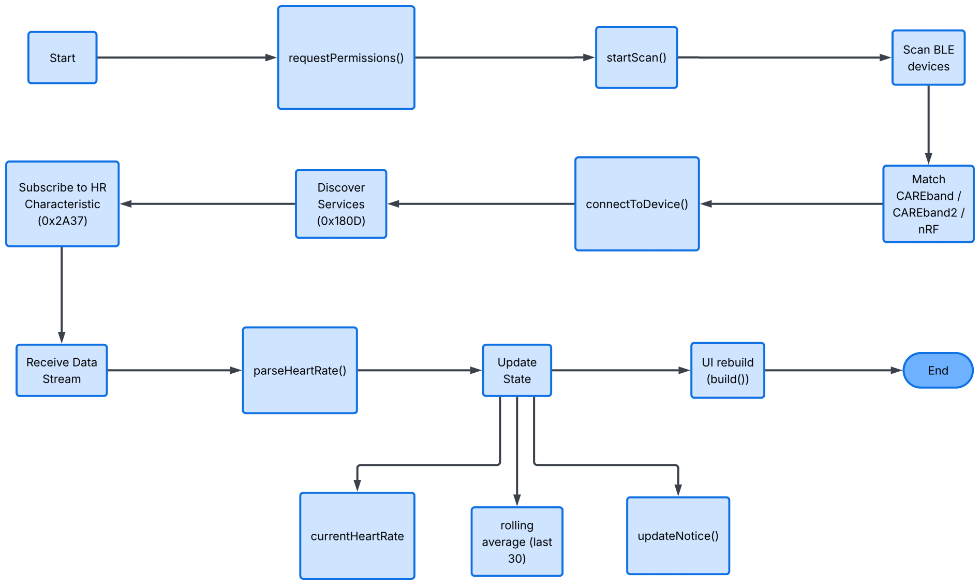 Start
requestPermissions()
startScan()
Scan BLE
devices
Match
CAREband /
CAREband2 /
nRF
connectToDevice()
Discover
Services
(0x180D)
Subscribe to HR
Characteristic
(0x2A37)
Receive Data
Stream
parseHeartRate()
Update
State
UI rebuild
(build())
End
currentHeartRate
rolling
average (last
30)
updateNotice()